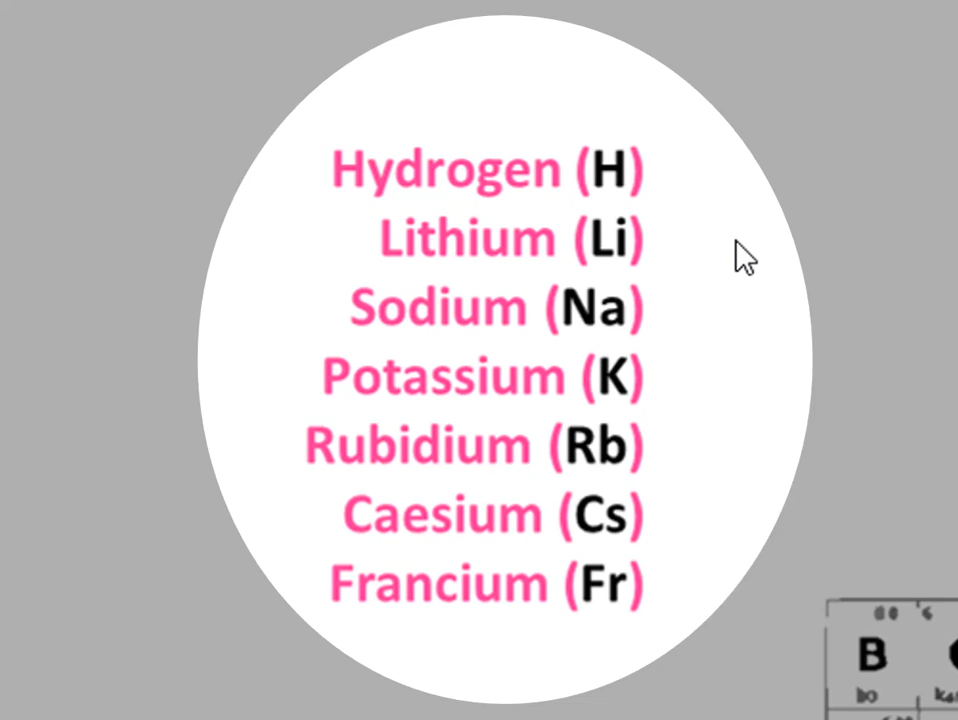 Hydrogen (H)
Lithium (Li)
Sodium (Na)
Potassium (K)
Rubidium (Rb)
Caesium (Cs)
Francium (Fr)
B